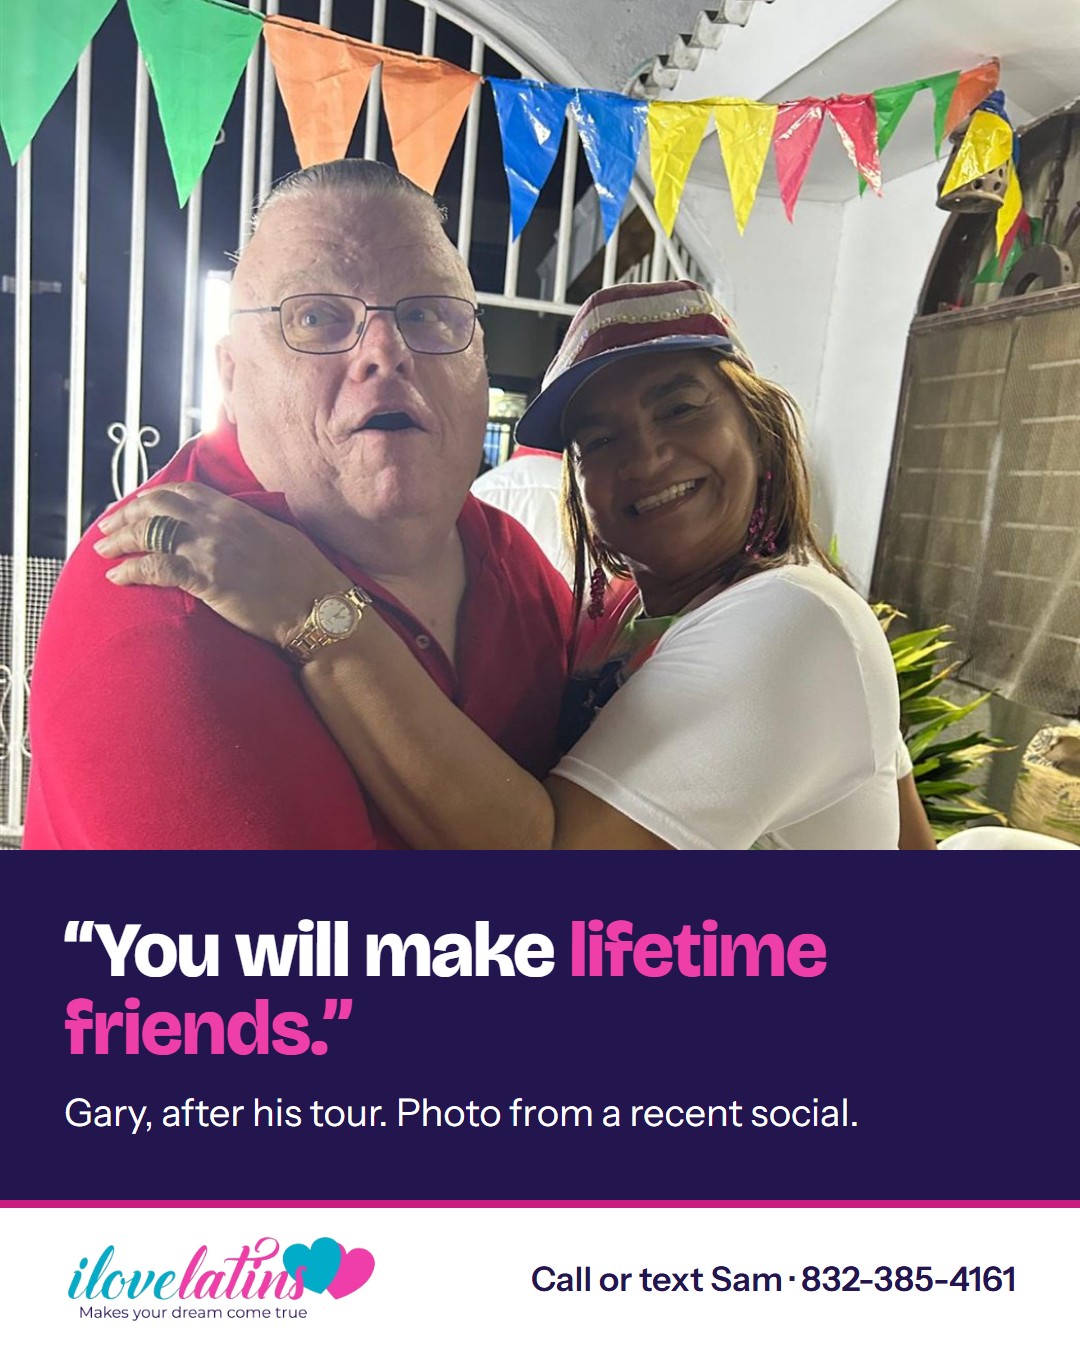 “You will make lifetime
friends.”
Gary, after his tour. Photo from a recent social.
ilovelatins
Makes your dream come true
Call or text Sam · 832-385-4161